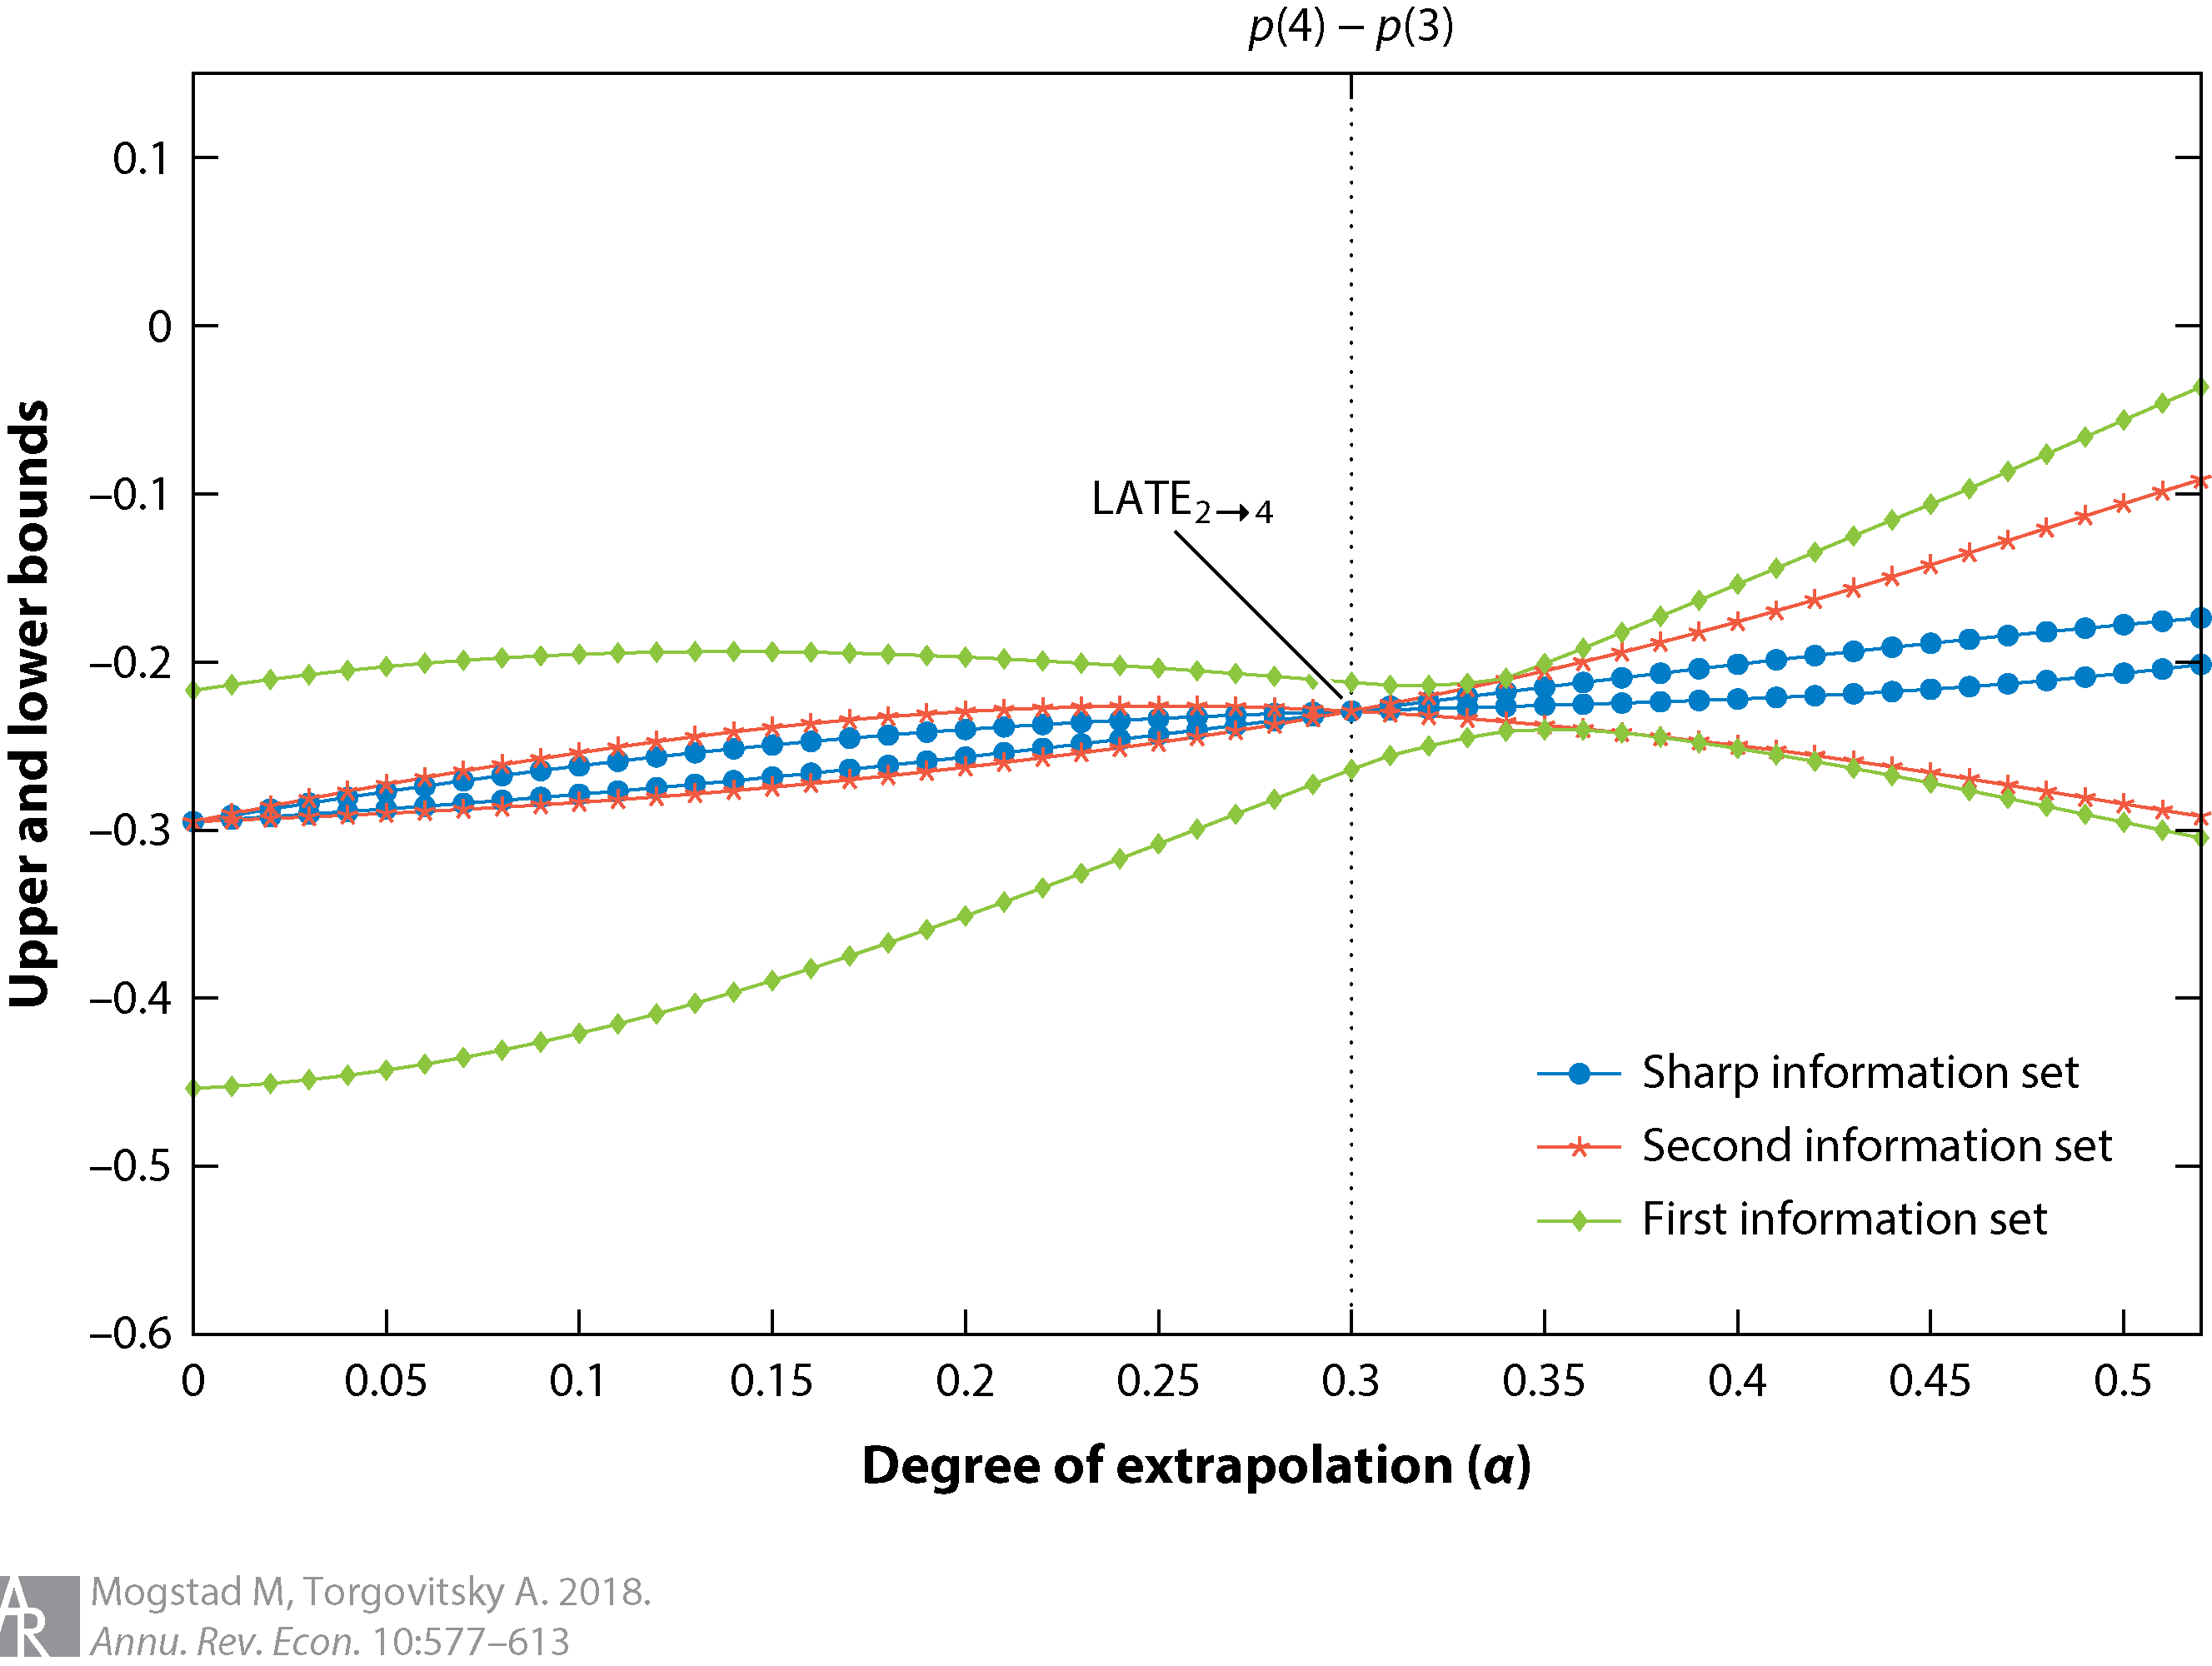 p(4) – p(3)
Upper and lower bounds
0.1
0
–0.1
–0.2
–0.3
–0.4
–0.5
–0.6
LATE2→4
Sharp information set
Second information set
First information set
0 0.05 0.1 0.15 0.2 0.25 0.3 0.35 0.4 0.45 0.5
Degree of extrapolation (α)
AR
Mogstad M, Torgovitsky A. 2018.
Annu. Rev. Econ. 10:577–613